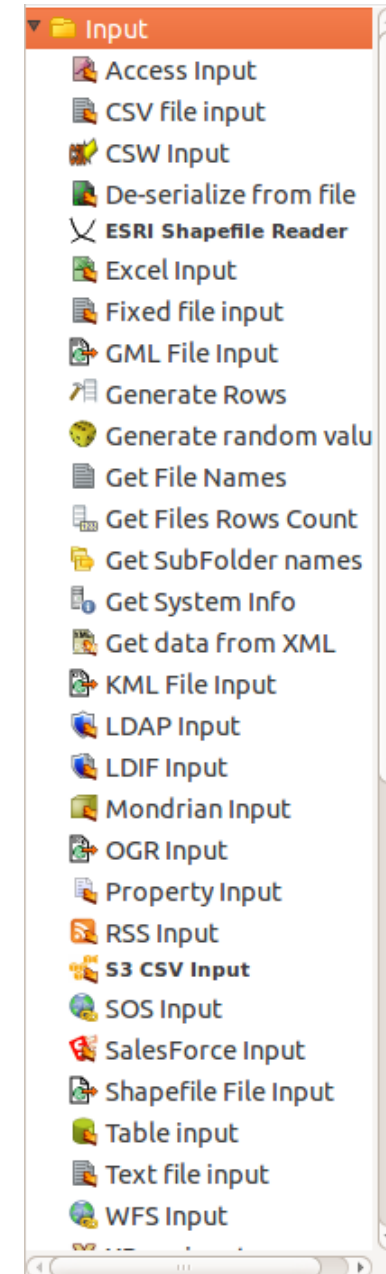 Input
Access Input
CSV file input
CSW Input
De-serialize from file
ESRI Shapefile Reader
Excel Input
Fixed file input
GML File Input
Generate Rows
Generate random valu
Get File Names
Get Files Rows Count
Get SubFolder names
Get System Info
Get data from XML
KML File Input
LDAP Input
LDIF Input
Mondrian Input
OGR Input
Property Input
RSS Input
S3 CSV Input
SOS Input
SalesForce Input
Shapefile File Input
Table input
Text file input
WFS Input